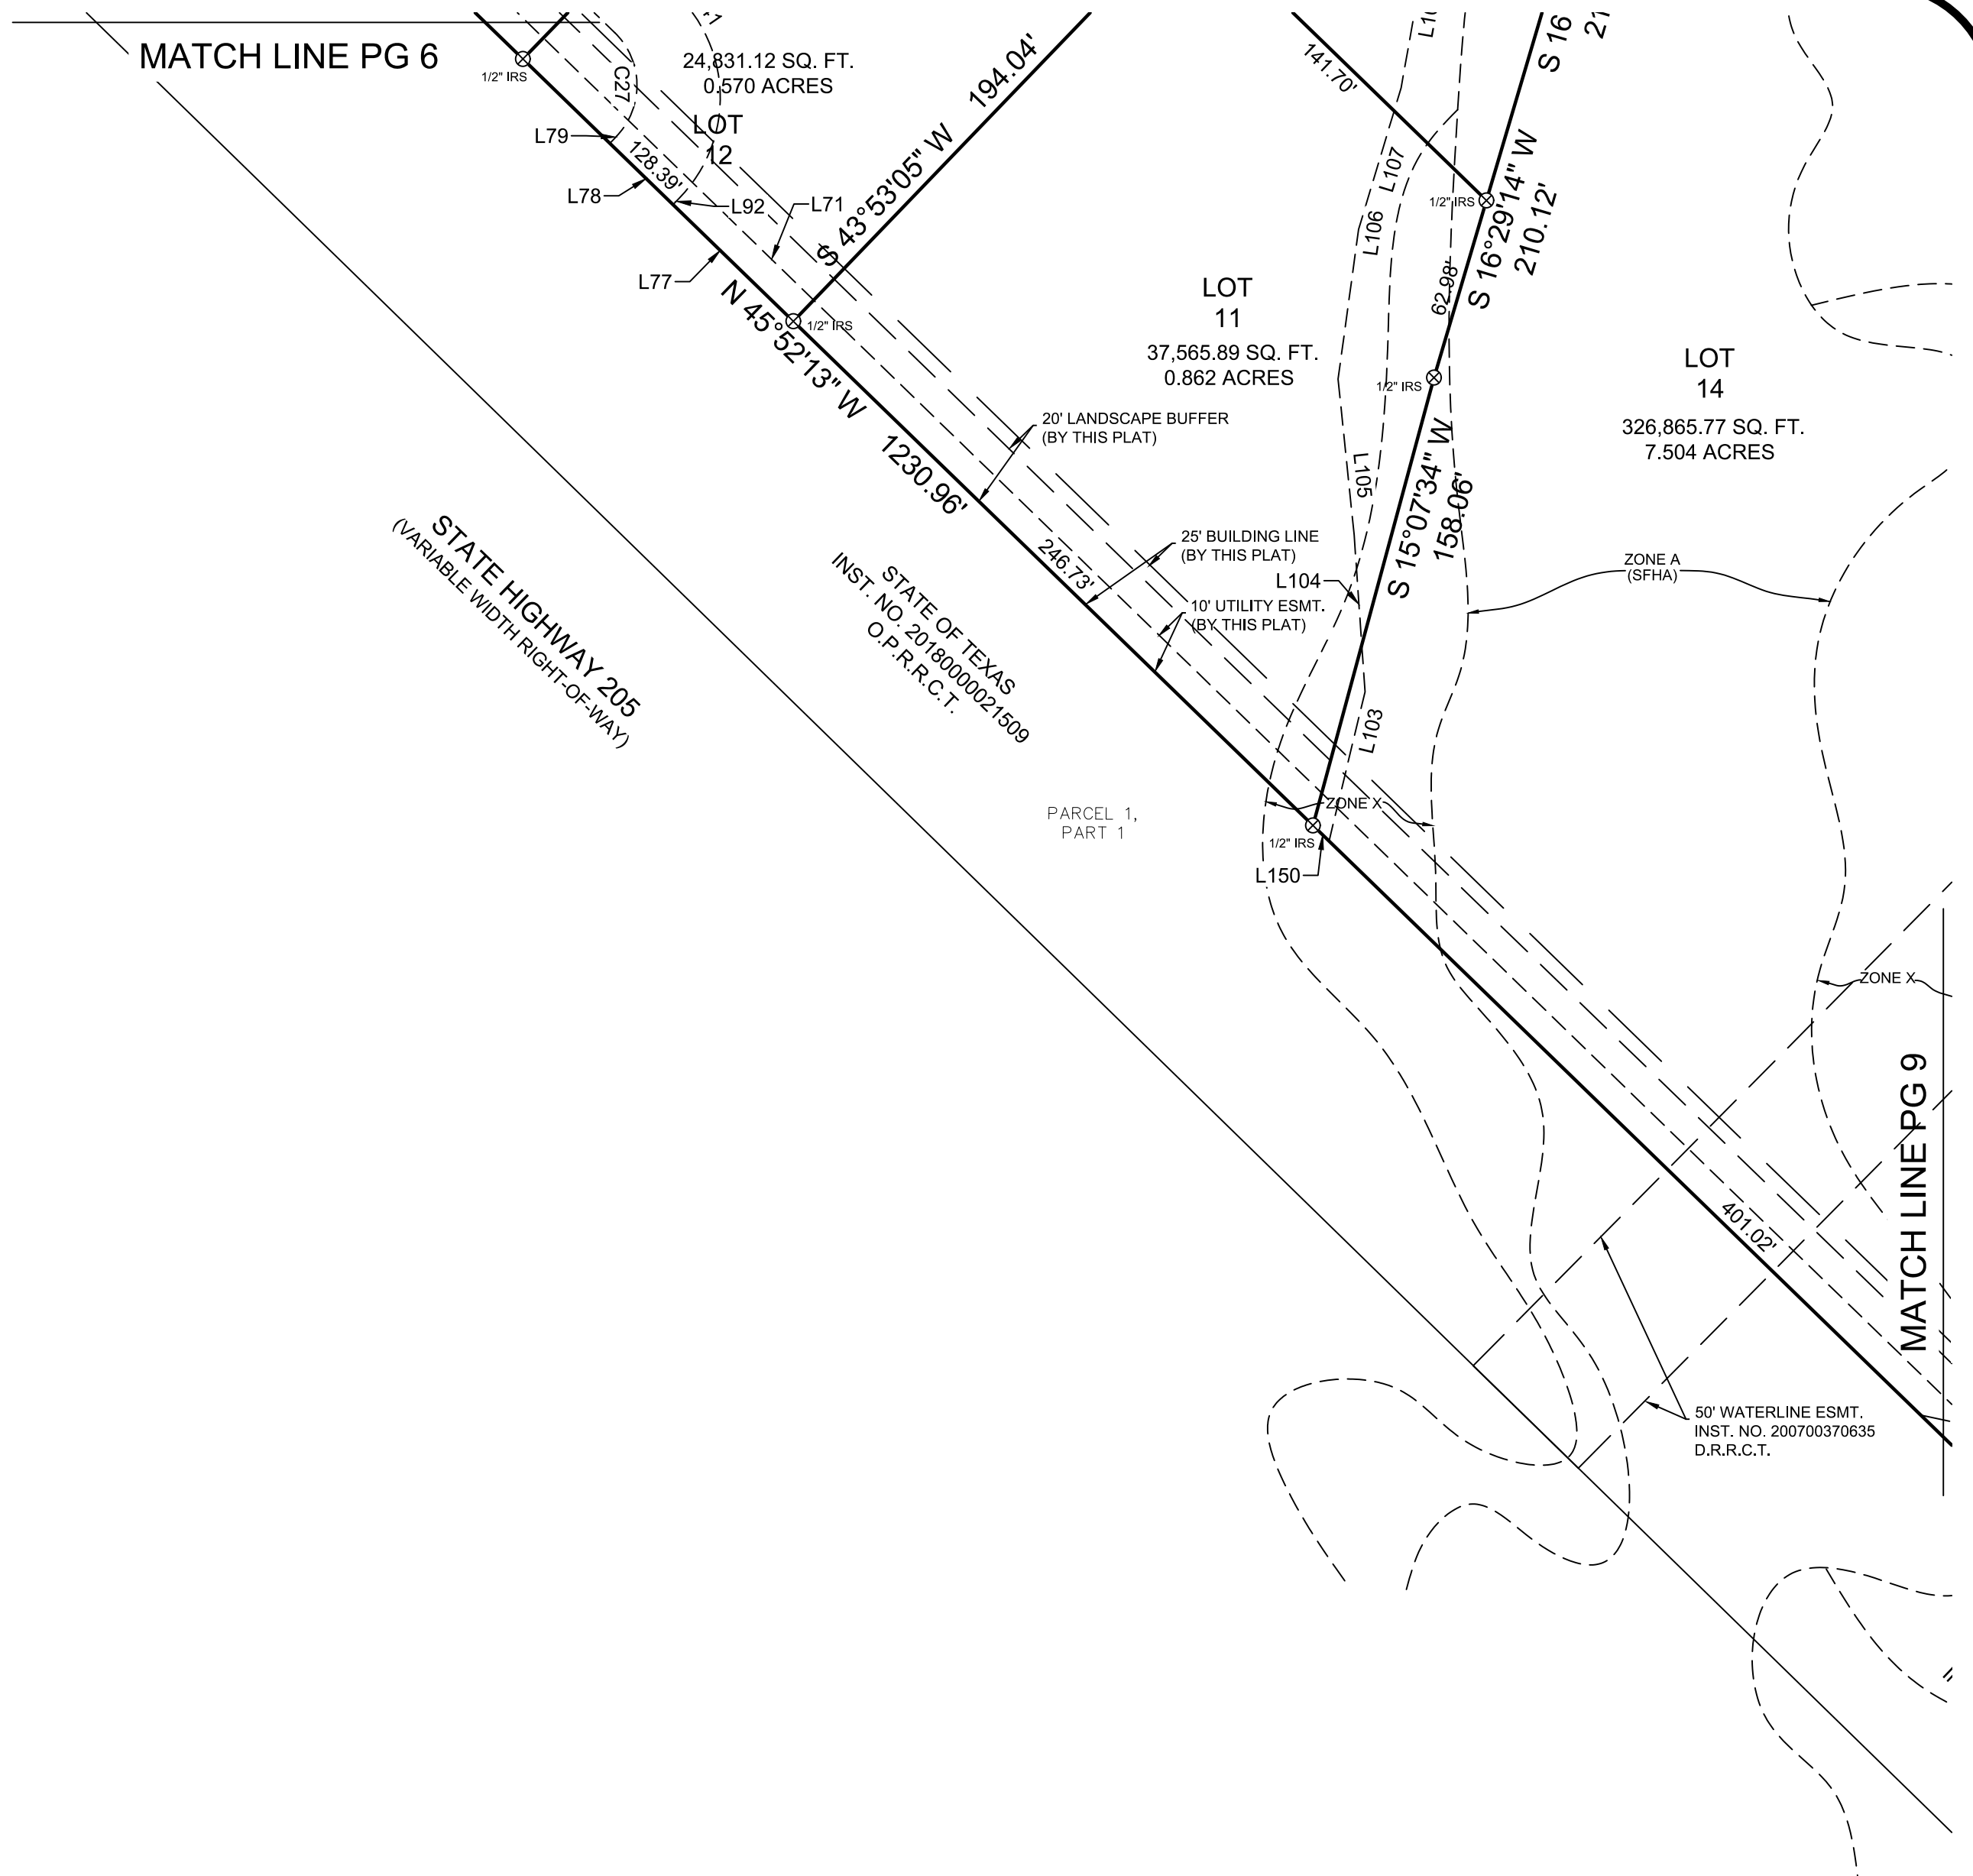 MATCH LINE PG 6
1/2" IRS
C27
24,831.12 SQ. FT.
0.570 ACRES
LOT
12
194.04'
S 43°53'05" W
L79
128.39'
L78
L92
L71
L77
1/2" IRS
N 45°52'13" W
1230.96'
141.70'
S 16
L107
L106
1/2" IRS
S 16°29'14" W
210.12'
62.98'
LOT
11
37,565.89 SQ. FT.
0.862 ACRES
1/2" IRS
LOT
14
326,865.77 SQ. FT.
7.504 ACRES
20' LANDSCAPE BUFFER
(BY THIS PLAT)
L105
S 15°07'34" W
158.06'
25' BUILDING LINE
(BY THIS PLAT)
246.73'
L104
10' UTILITY ESMT.
(BY THIS PLAT)
ZONE A
(SFHA)
STATE HIGHWAY 205
(VARIABLE WIDTH RIGHT-OF-WAY)
STATE OF TEXAS
INST. NO. 20180000021509
O.P.R.R.C.T.
L103
PARCEL 1,
PART 1
ZONE X
1/2" IRS
L150
ZONE X
MATCH LINE PG 9
401.02'
50' WATERLINE ESMT.
INST. NO. 200700370635
D.R.R.C.T.